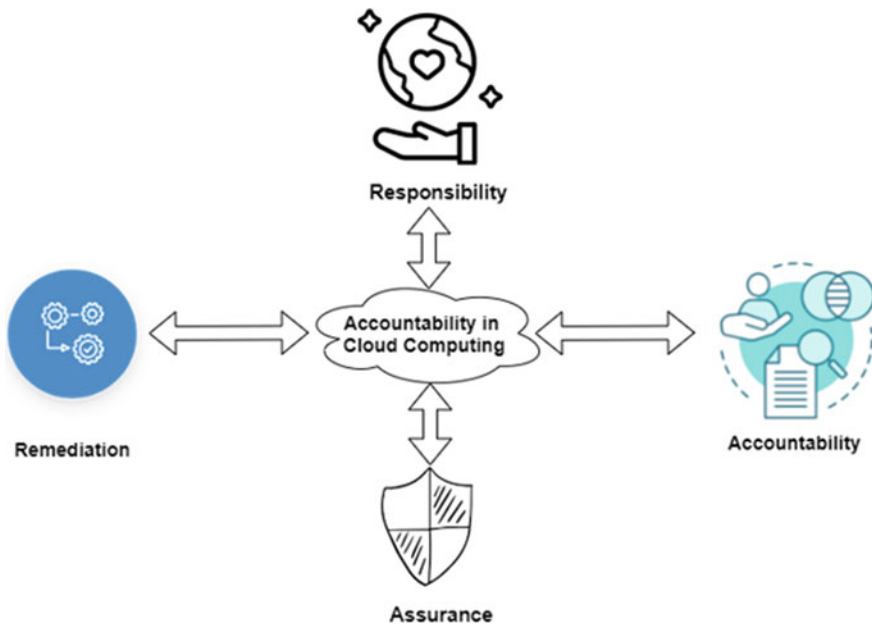 Responsibility
Accountability in
Cloud Computing
Remediation
Accountability
Assurance